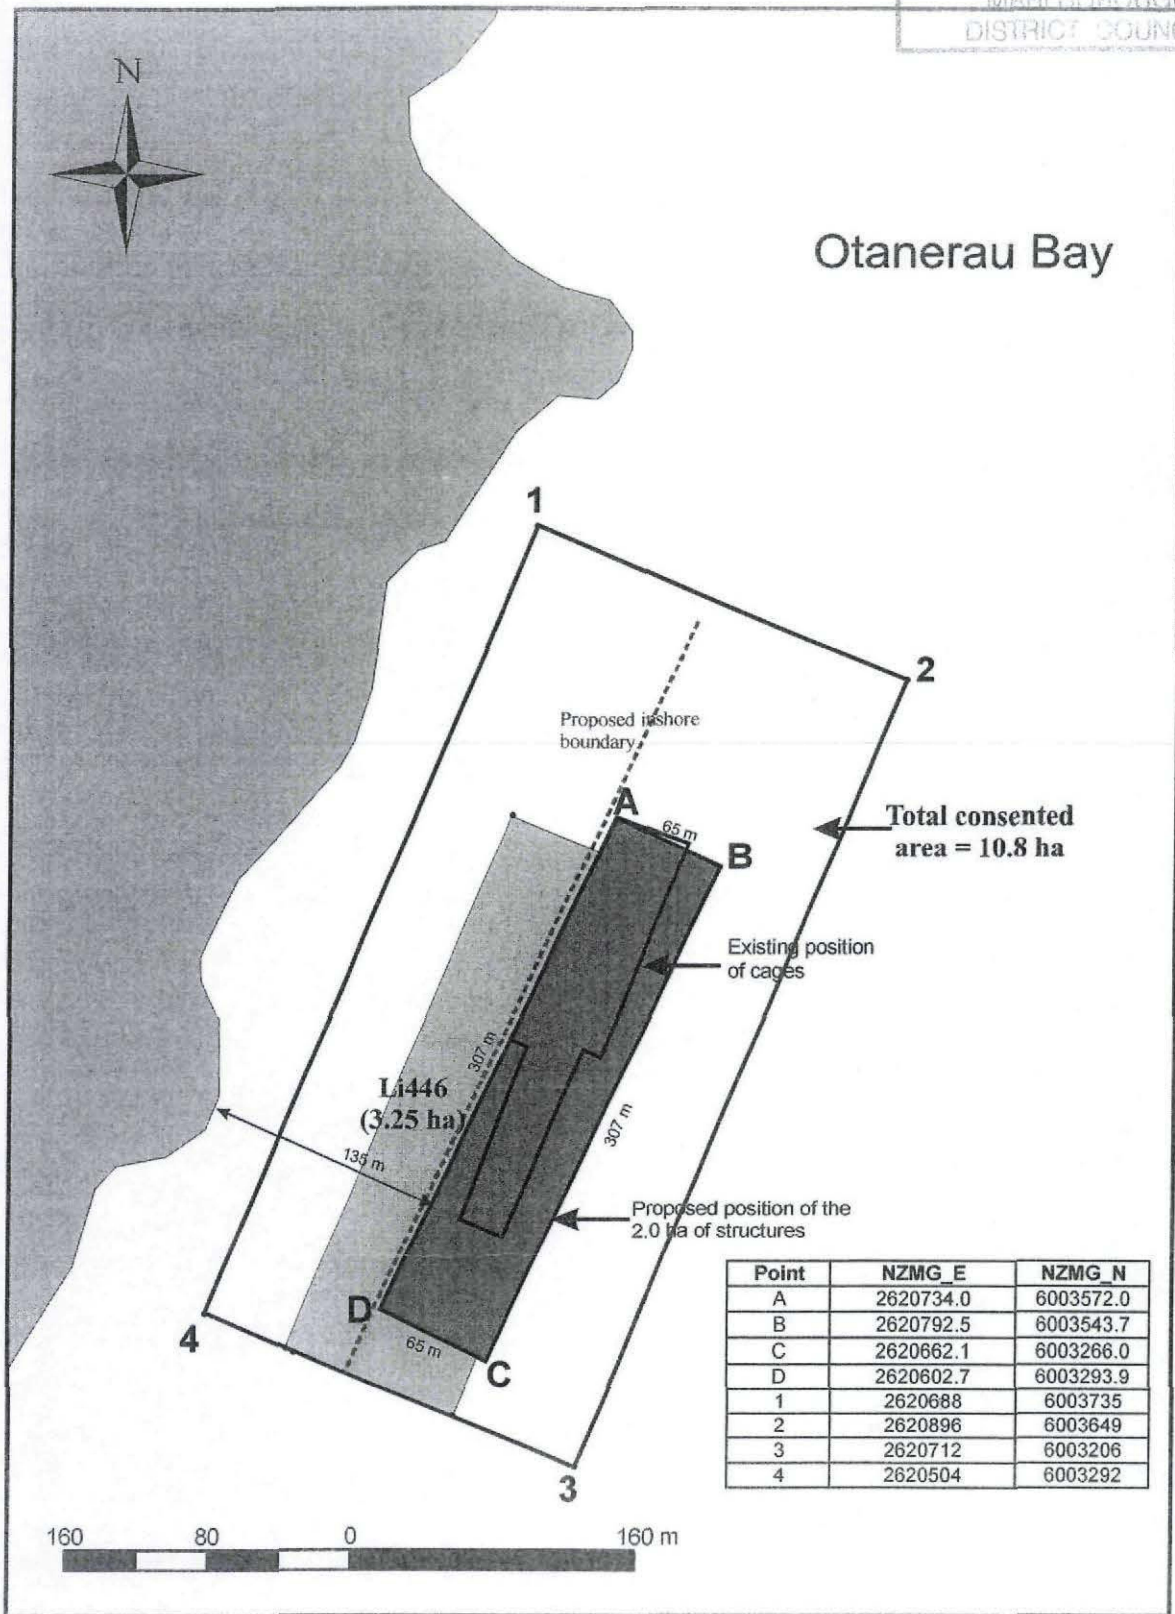 DISTRICT COUN
N
Otanerau Bay
1
2
Proposed inshore
boundary
A
65 m
B
Total consented
area = 10.8 ha
Existing position
of cages
307 m
Li446
(3.25 ha)
307 m
135 m
Proposed position of the
2.0 ha of structures
D
65 m
C
4
3
Point NZMG_E NZMG_N
A 2620734.0 6003572.0
B 2620792.5 6003543.7
C 2620662.1 6003266.0
D 2620602.7 6003293.9
1 2620688 6003735
2 2620896 6003649
3 2620712 6003206
4 2620504 6003292
160 80 0 160 m